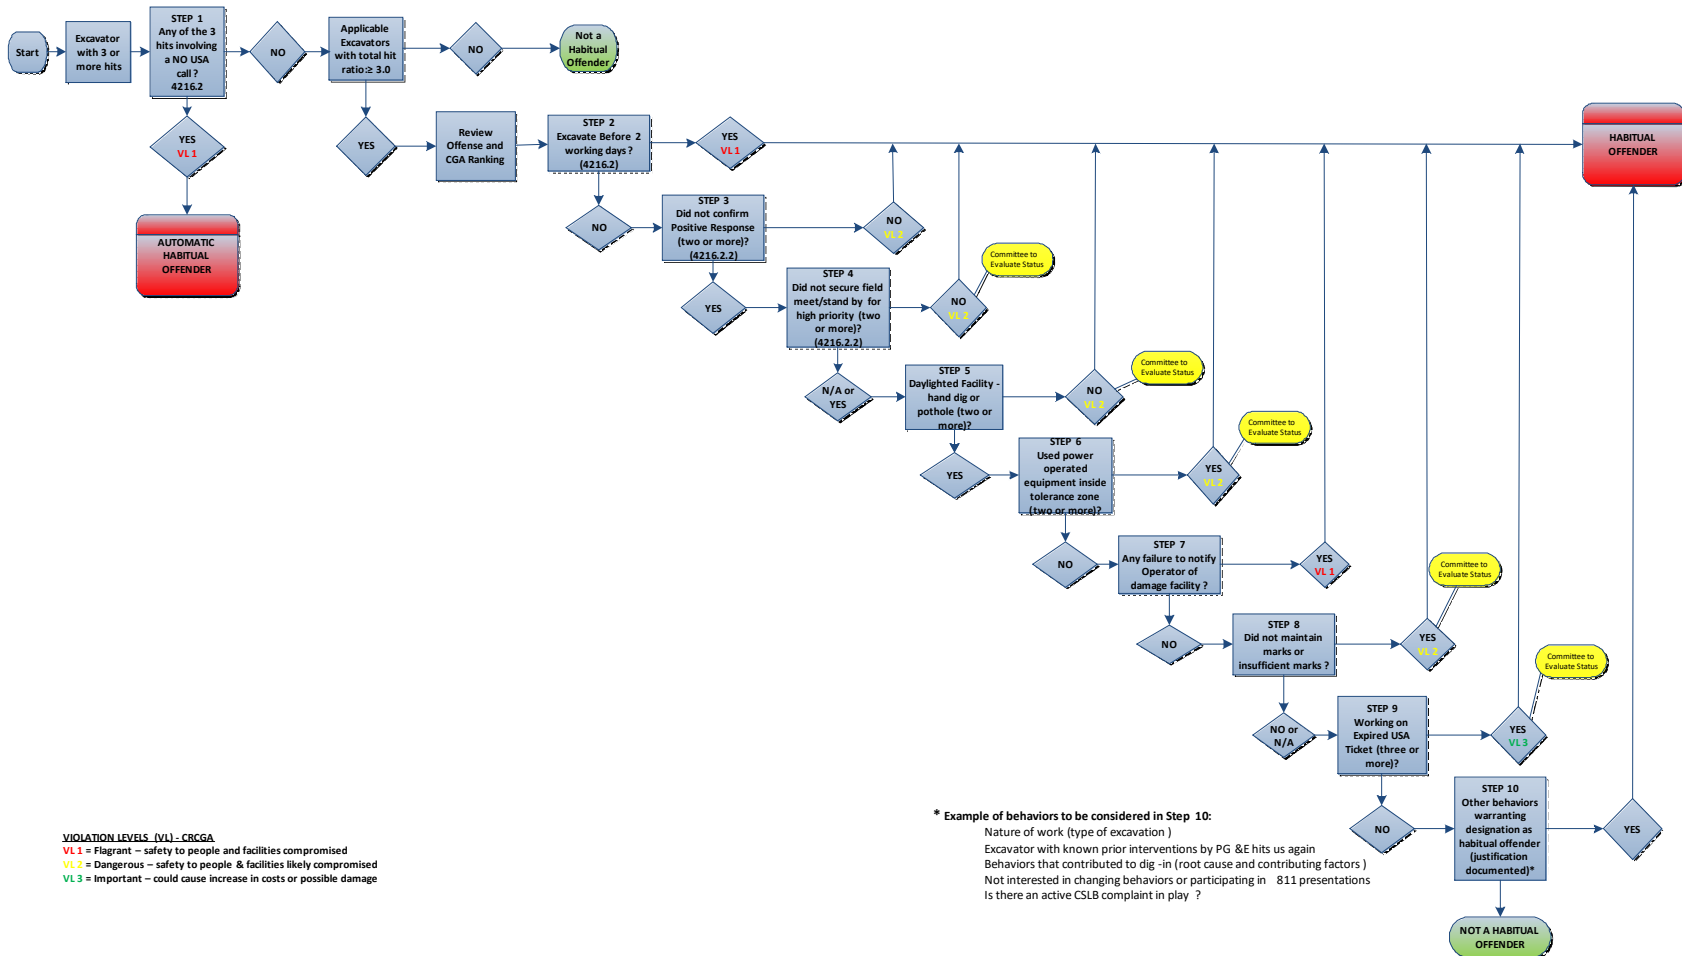 Start
Excavator
with 3 or
more hits
STEP 1
Any of the 3
hits involving
a NO USA
call ?
4216.2
NO
Applicable
Excavators
with total hit
ratio:≥ 3.0
NO
Not a
Habitual
Offender
YES
VL 1
AUTOMATIC
HABITUAL
OFFENDER
YES
Review
Offense and
CGA Ranking
STEP 2
Excavate Before 2
working days ?
(4216.2)
YES
VL 1
HABITUAL
OFFENDER
NO
STEP 3
Did not confirm
Positive Response
(two or more)?
(4216.2.2)
NO
VL 2
YES
STEP 4
Did not secure field
meet/stand by for
high priority (two
or more)?
(4216.2.2)
NO
VL 2
Committee to
Evaluate Status
N/A or
YES
STEP 5
Daylighted Facility -
hand dig or
pothole (two or
more)?
NO
VL 2
Committee to
Evaluate Status
YES
STEP 6
Used power
operated
equipment inside
tolerance zone
(two or more)?
YES
VL 2
Committee to
Evaluate Status
NO
STEP 7
Any failure to notify
Operator of
damage facility ?
YES
VL 1
NO
STEP 8
Did not maintain
marks or
insufficient marks ?
YES
VL 2
Committee to
Evaluate Status
NO or
N/A
STEP 9
Working on
Expired USA
Ticket (three or
more)?
YES
VL 3
Committee to
Evaluate Status
NO
STEP 10
Other behaviors
warranting
designation as
habitual offender
(justification
documented)*
YES
NOT A HABITUAL
OFFENDER
VIOLATION LEVELS (VL) - CRCGA
VL 1 = Flagrant – safety to people and facilities compromised
VL 2 = Dangerous – safety to people & facilities likely compromised
VL 3 = Important – could cause increase in costs or possible damage
* Example of behaviors to be considered in Step 10:
Nature of work (type of excavation )
Excavator with known prior interventions by PG &E hits us again
Behaviors that contributed to dig -in (root cause and contributing factors )
Not interested in changing behaviors or participating in 811 presentations
Is there an active CSLB complaint in play ?